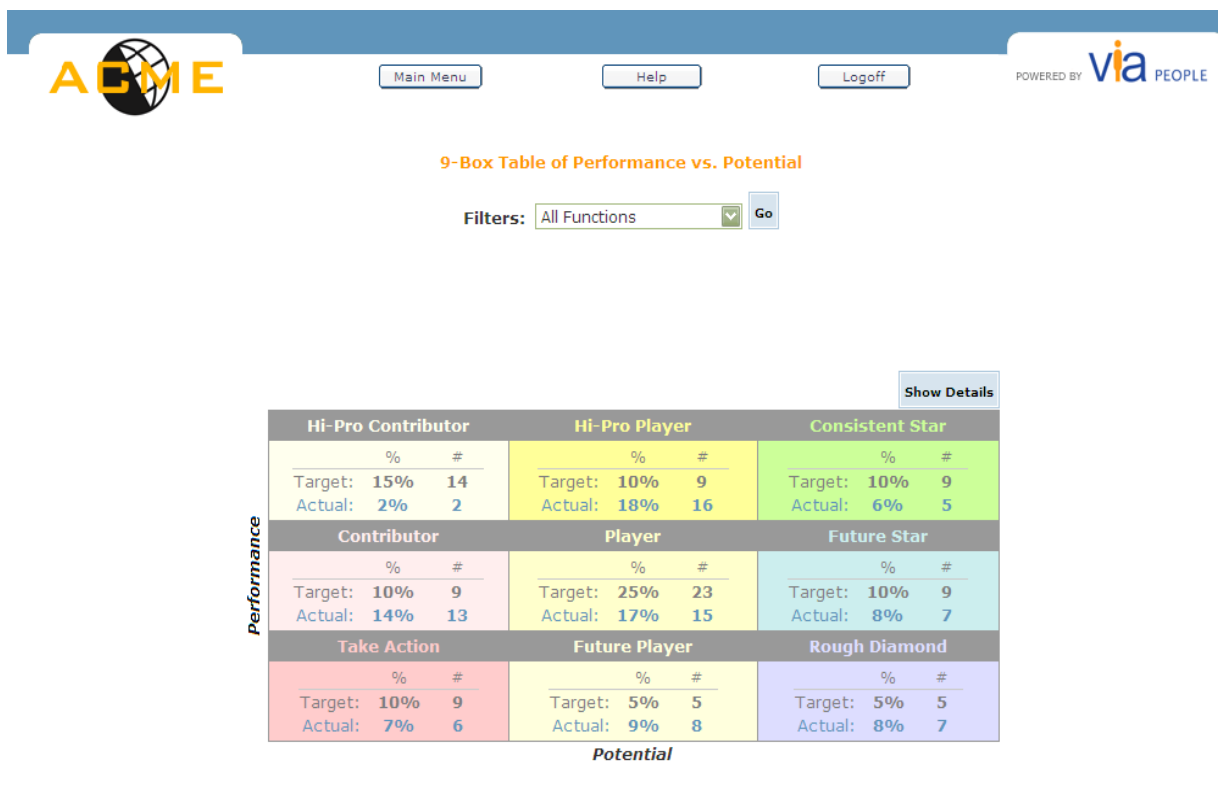 ACME
Main Menu Help Logoff
POWERED BY via PEOPLE
9-Box Table of Performance vs. Potential
Filters: All Functions Go
Show Details
Hi-Pro Contributor Hi-Pro Player Consistent Star
% # % # % #
Target: 15% 14 Target: 10% 9 Target: 10% 9
Actual: 2% 2 Actual: 18% 16 Actual: 6% 5
Contributor Player Future Star
% # % # % #
Target: 10% 9 Target: 25% 23 Target: 10% 9
Actual: 14% 13 Actual: 17% 15 Actual: 8% 7
Take Action Future Player Rough Diamond
% # % # % #
Target: 10% 9 Target: 5% 5 Target: 5% 5
Actual: 7% 6 Actual: 9% 8 Actual: 8% 7
Performance
Potential